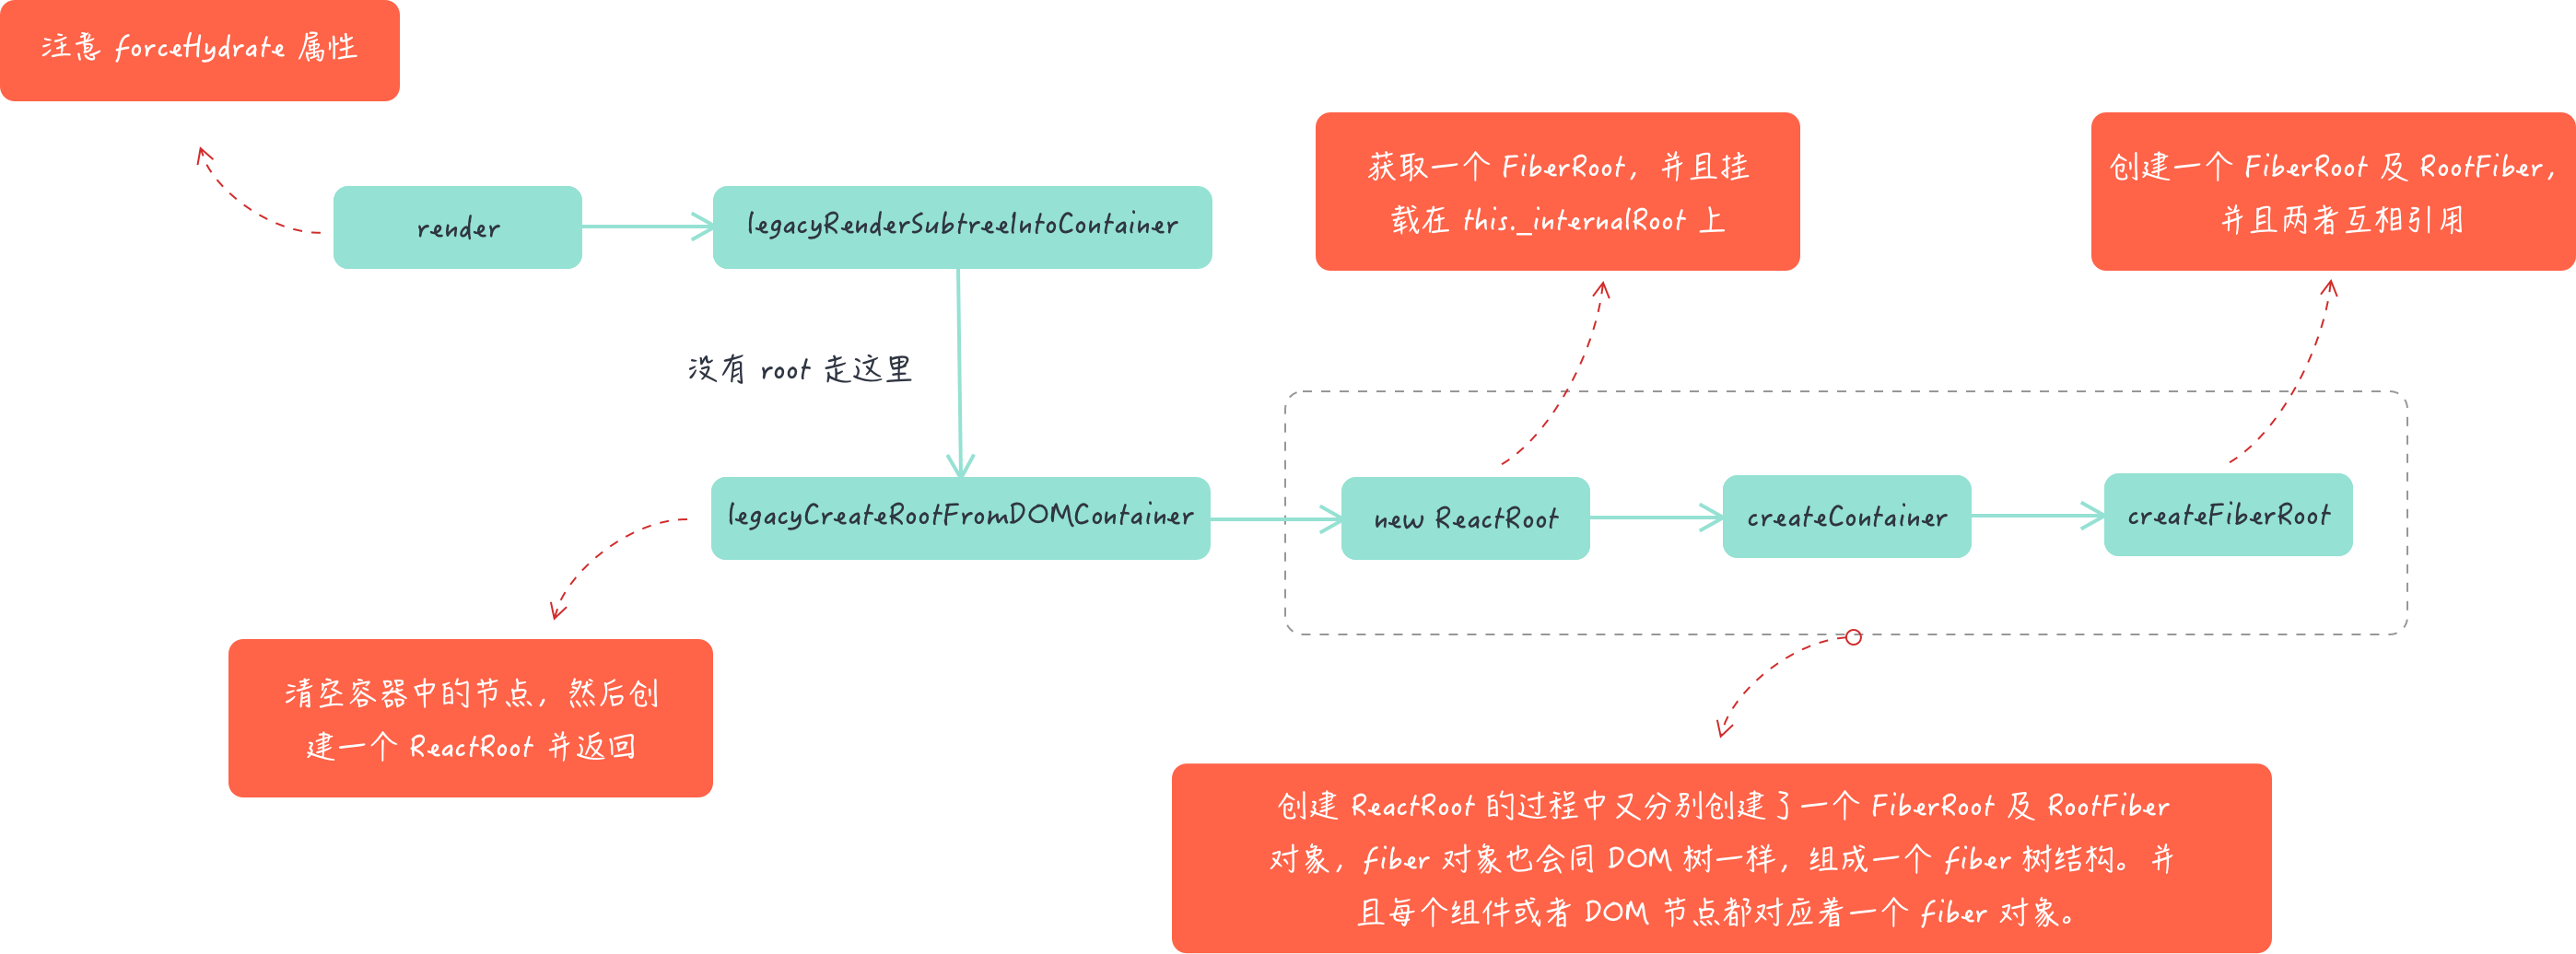 注意 forceHydrate 属性
render
legacyRenderSubtreeIntoContainer
获取一个 FiberRoot，并且挂
载在 this._internalRoot 上
创建一个 FiberRoot 及 RootFiber，
并且两者互相引用
没有 root 走这里
legacyCreateRootFromDOMContainer
new ReactRoot
createContainer
createFiberRoot
清空容器中的节点，然后创
建一个 ReactRoot 并返回
创建 ReactRoot 的过程中又分别创建了一个 FiberRoot 及 RootFiber
对象，fiber 对象也会同 DOM 树一样，组成一个 fiber 树结构。并
且每个组件或者 DOM 节点都对应着一个 fiber 对象。